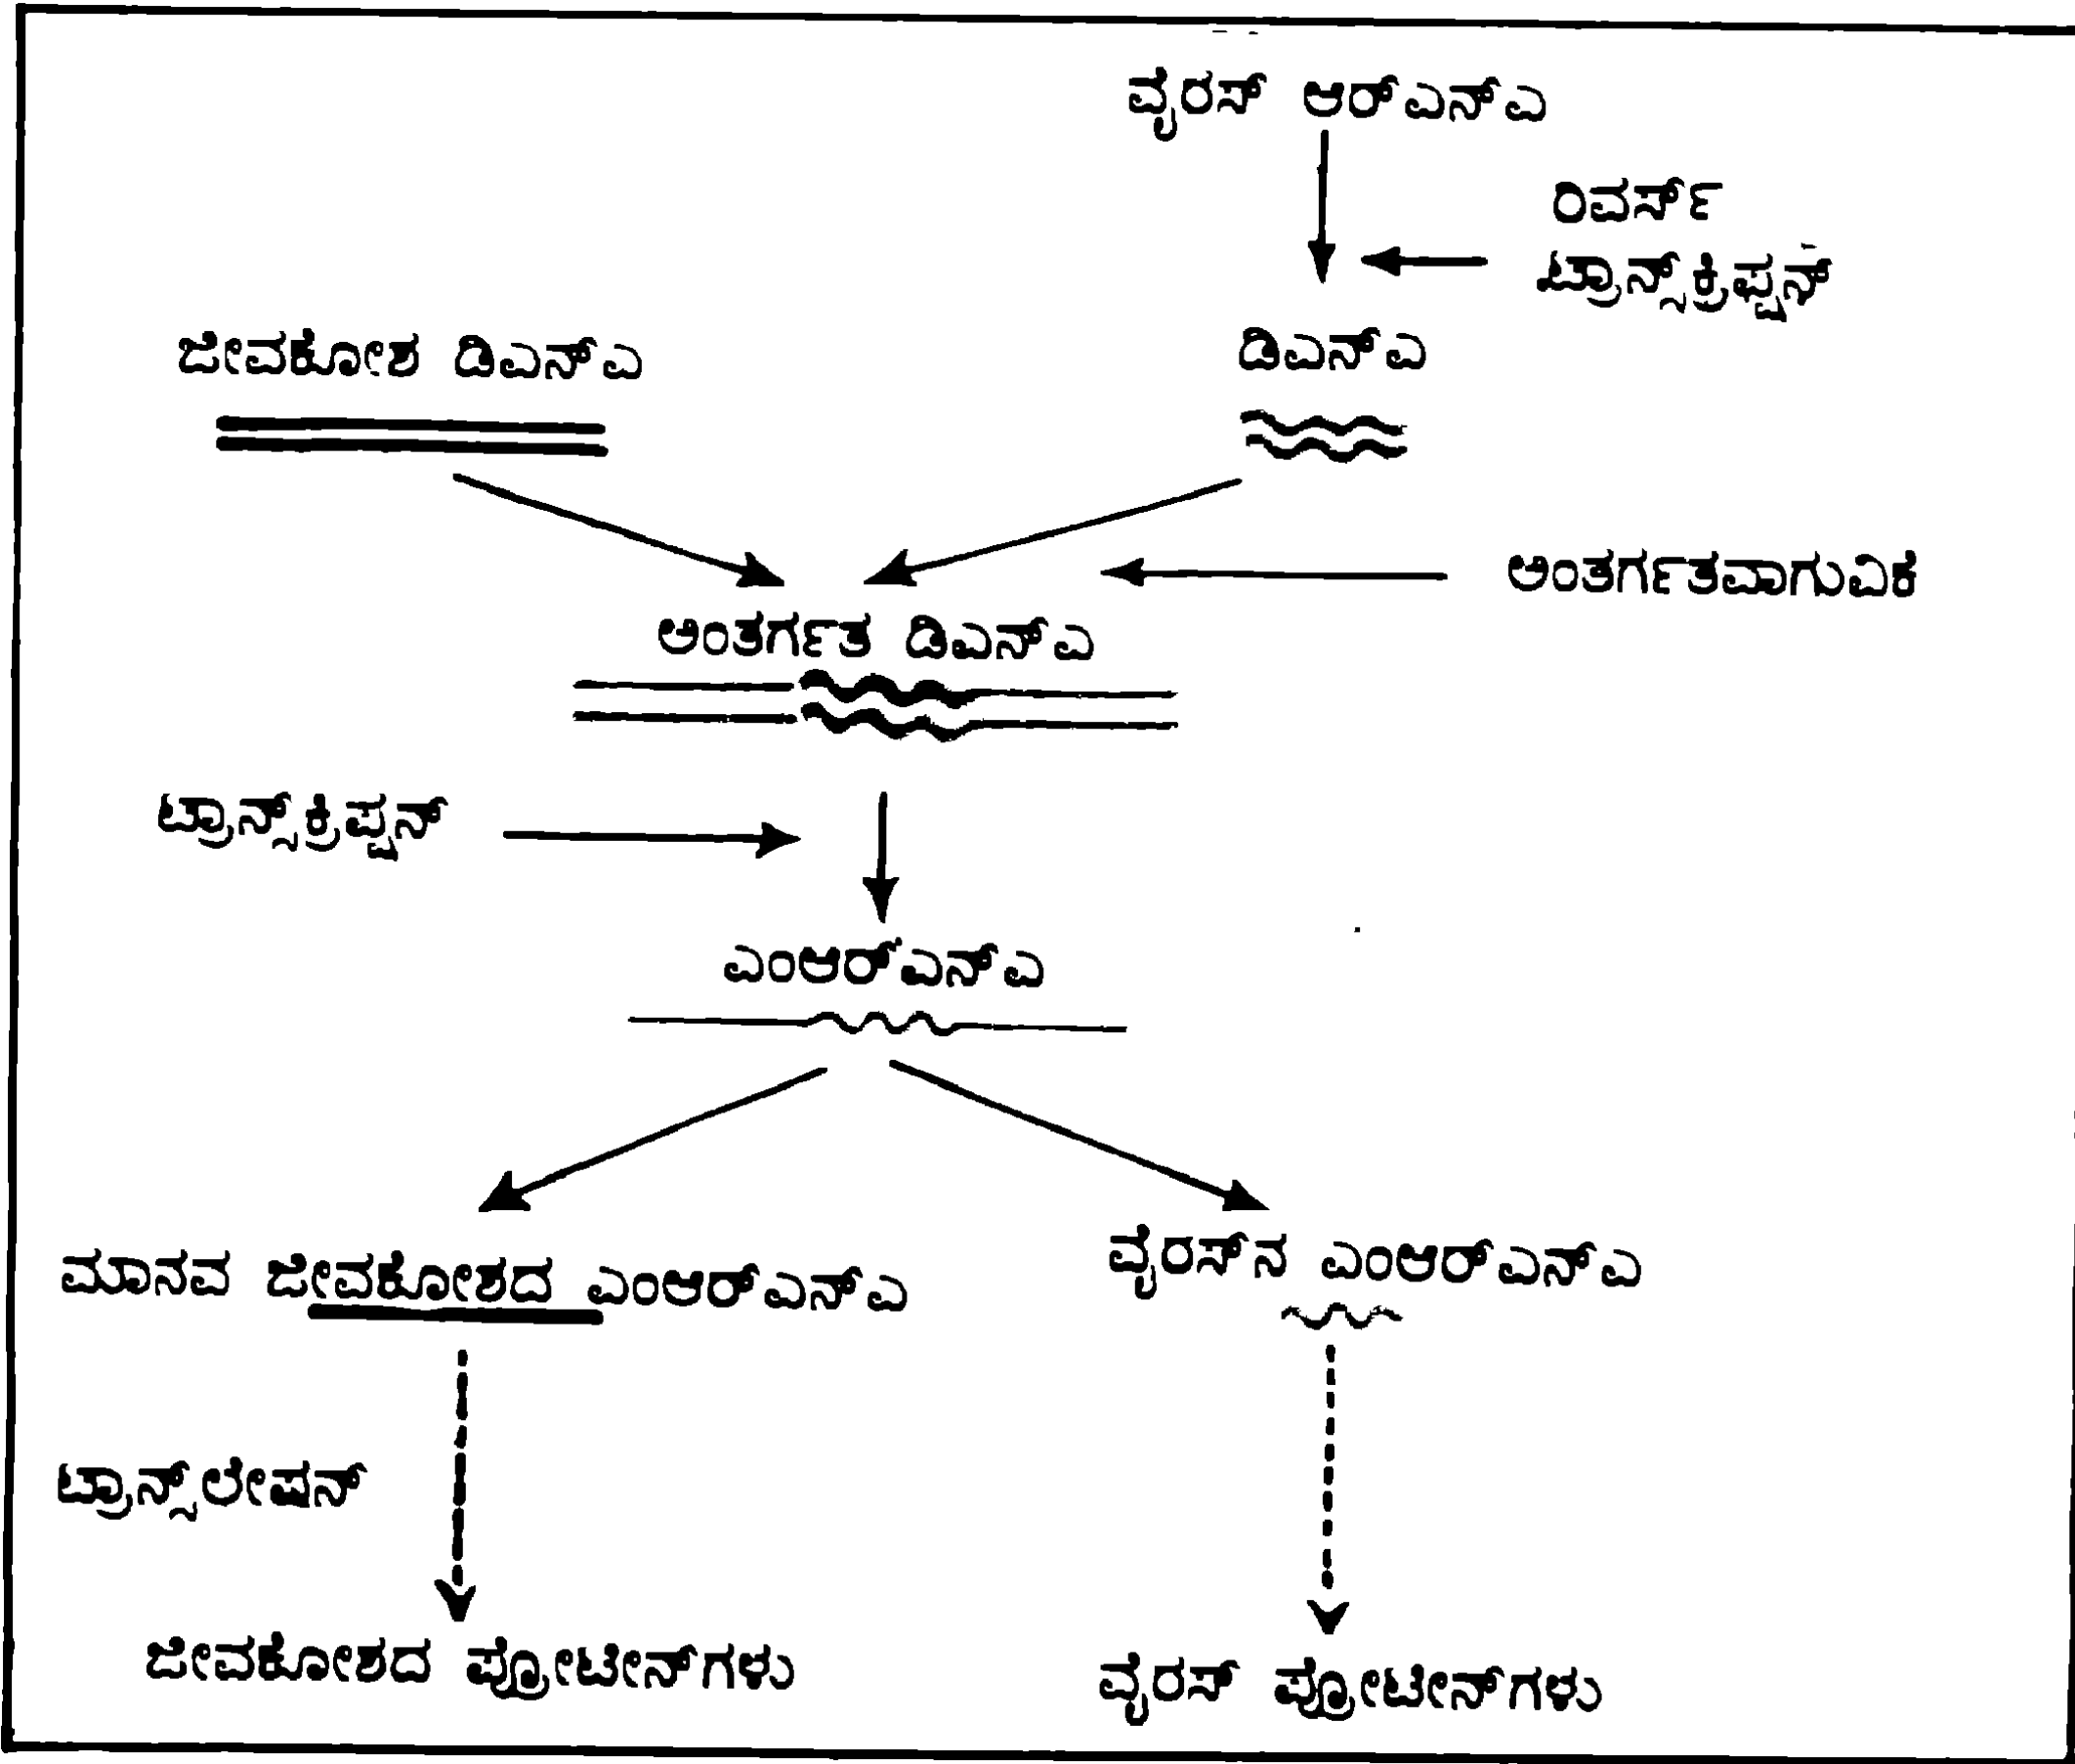 ವೈರಸ್ ಆರ್ಎನ್ಎ
ರಿವರ್ಸ್
ಟ್ರಾನ್ಸ್‌ಕ್ರಿಪ್ಷನ್
ಜೀವಕೋಶ ಡಿಎನ್ಎ
ಡಿಎನ್ಎ
ಅಂತರ್ಗತವಾಗುವಿಕೆ
ಅಂತರ್ಗತ ಡಿಎನ್ಎ
ಟ್ರಾನ್ಸ್‌ಕ್ರಿಪ್ಷನ್
ಎಂಆರ್ಎನ್ಎ
ಮಾನವ ಜೀವಕೋಶದ ಎಂಆರ್ಎನ್ಎ
ವೈರಸ್‌ನ ಎಂಆರ್ಎನ್ಎ
ಟ್ರಾನ್ಸ್‌ಲೇಷನ್
ಜೀವಕೋಶದ ಪ್ರೋಟೀನ್‌ಗಳು
ವೈರಸ್ ಪ್ರೋಟೀನ್‌ಗಳು